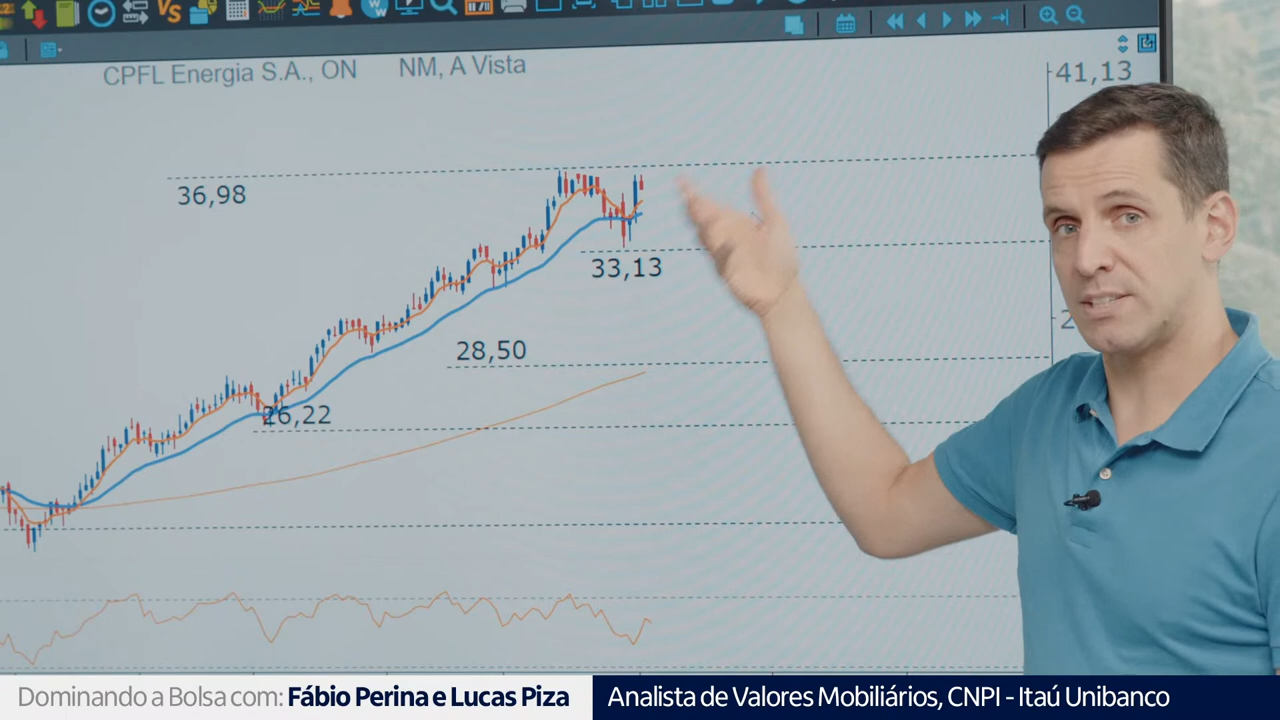 Vs
CPFL Energia S.A., ON NM, A Vista
41,13
36,98
33,13
28,50
26,22
Dominando a Bolsa com: Fábio Perina e Lucas Piza
Analista de Valores Mobiliários, CNPI - Itaú Unibanco